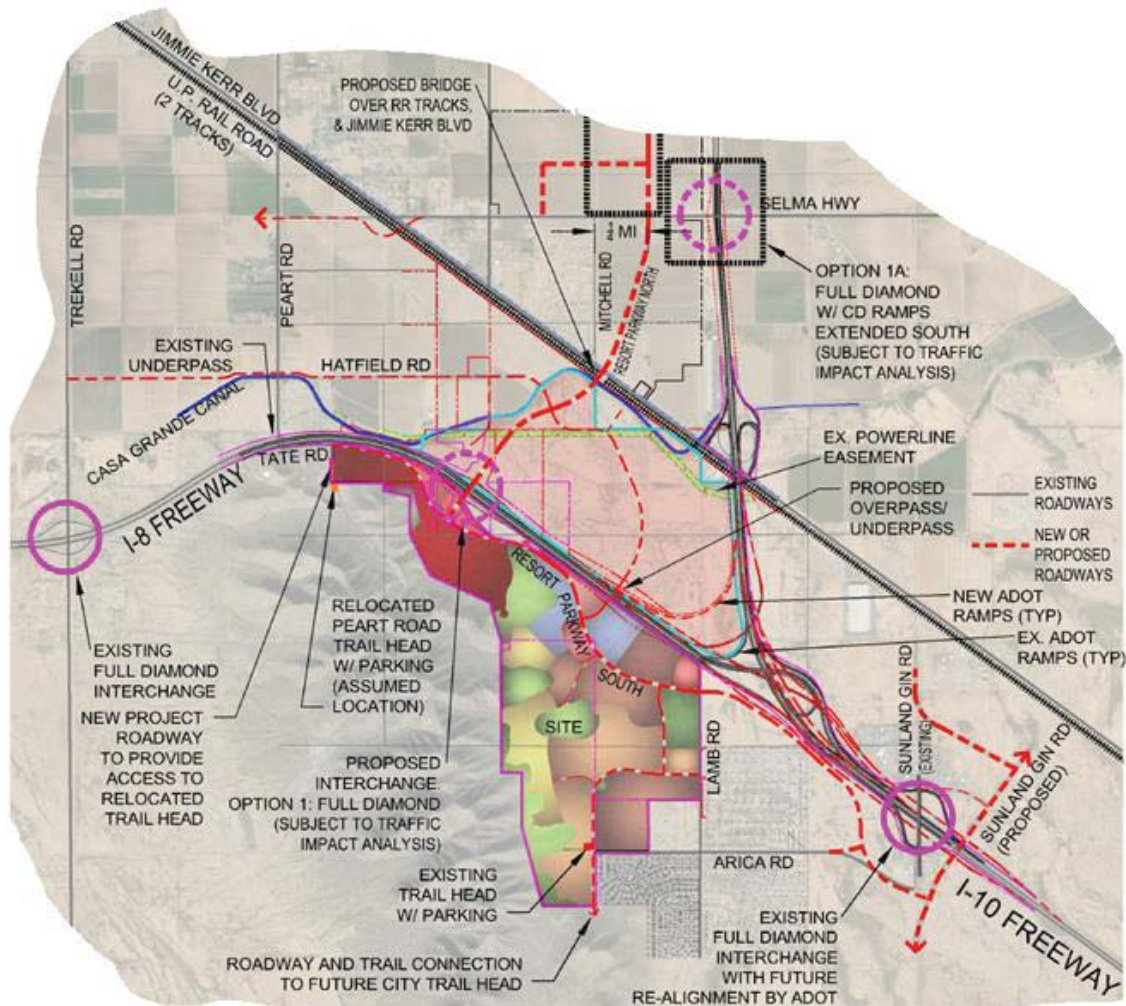 JIMMIE KERR BLVD
U.P. RAIL ROAD
(2 TRACKS)
PROPOSED BRIDGE
OVER RR TRACKS,
& JIMMIE KERR BLVD
SELMA HWY
MI
TREKELL RD
PEART RD
MITCHELL RD
RESORT PARKWAY NORTH
OPTION 1A:
FULL DIAMOND
W/ CD RAMPS
EXTENDED SOUTH
(SUBJECT TO TRAFFIC
IMPACT ANALYSIS)
EXISTING
UNDERPASS
HATFIELD RD
CASA GRANDE CANAL
TATE RD
I-8 FREEWAY
EX. POWERLINE
EASEMENT
PROPOSED
OVERPASS/
UNDERPASS
EXISTING
ROADWAYS
NEW OR
PROPOSED
ROADWAYS
NEW ADOT
RAMPS (TYP)
EX. ADOT
RAMPS (TYP)
RESORT PARKWAY SOUTH
EXISTING
FULL DIAMOND
INTERCHANGE
RELOCATED
PEART ROAD
TRAIL HEAD
W/ PARKING
(ASSUMED
LOCATION)
NEW PROJECT
ROADWAY
TO PROVIDE
ACCESS TO
RELOCATED
TRAIL HEAD
SITE
LAMB RD
SUNLAND GIN RD
(EXISTING)
SUNLAND GIN RD
(PROPOSED)
PROPOSED
INTERCHANGE.
OPTION 1: FULL DIAMOND
(SUBJECT TO TRAFFIC
IMPACT ANALYSIS)
ARICA RD
EXISTING
TRAIL HEAD
W/ PARKING
I-10 FREEWAY
EXISTING
FULL DIAMOND
INTERCHANGE
WITH FUTURE
RE-ALIGNMENT BY ADOT
ROADWAY AND TRAIL CONNECTION
TO FUTURE CITY TRAIL HEAD